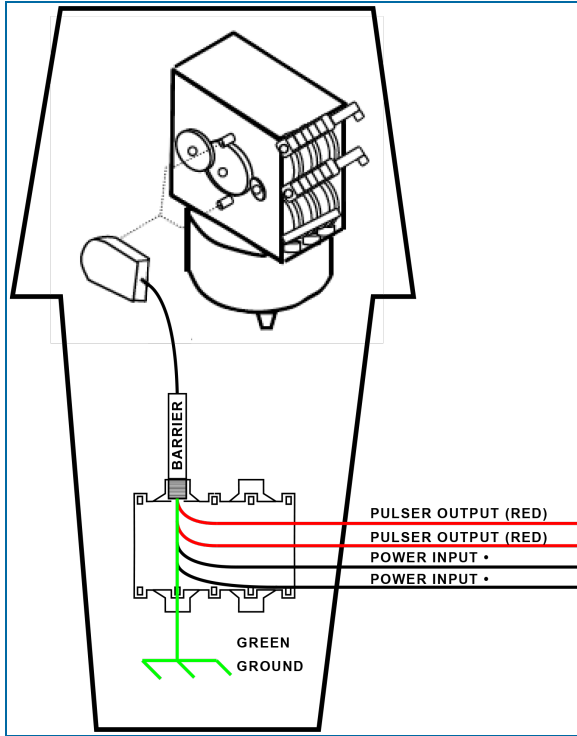 BARRIER
PULSER OUTPUT (RED)
PULSER OUTPUT (RED)
POWER INPUT •
POWER INPUT •
GREEN
GROUND